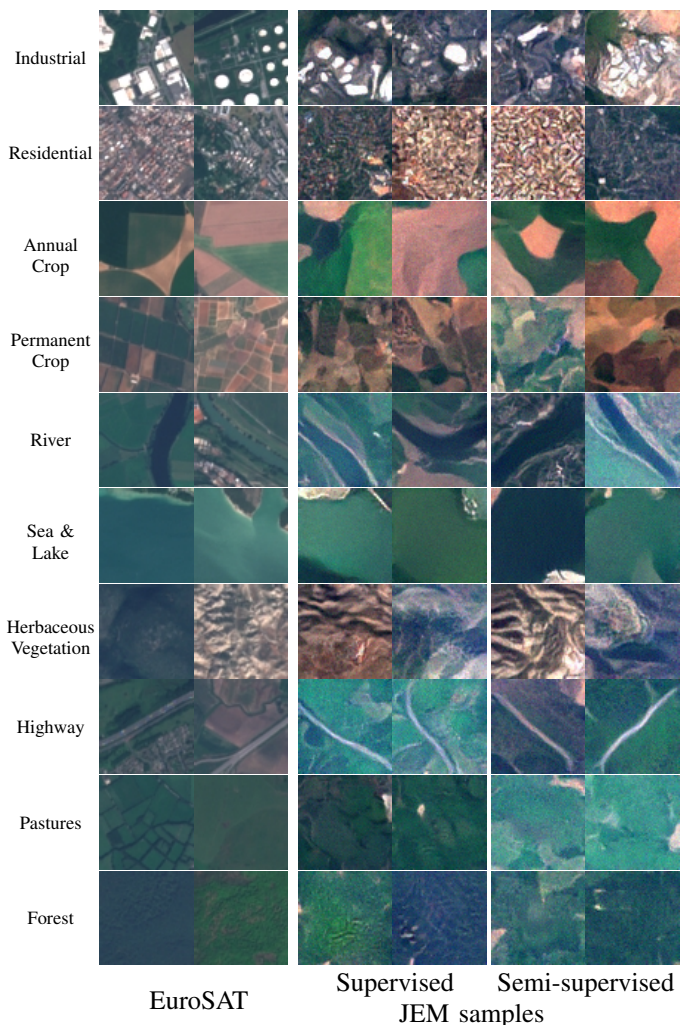 Industrial
Residential
Annual
Crop
Permanent
Crop
River
Sea &
Lake
Herbaceous
Vegetation
Highway
Pastures
Forest
EuroSAT
Supervised Semi-supervised
JEM samples